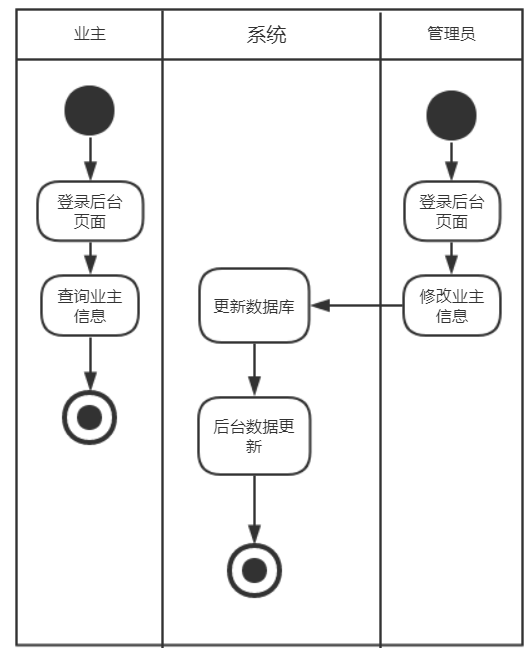 业主
系统
管理员
登录后台
页面
查询业主
信息
更新数据库
后台数据更
新
登录后台
页面
修改业主
信息